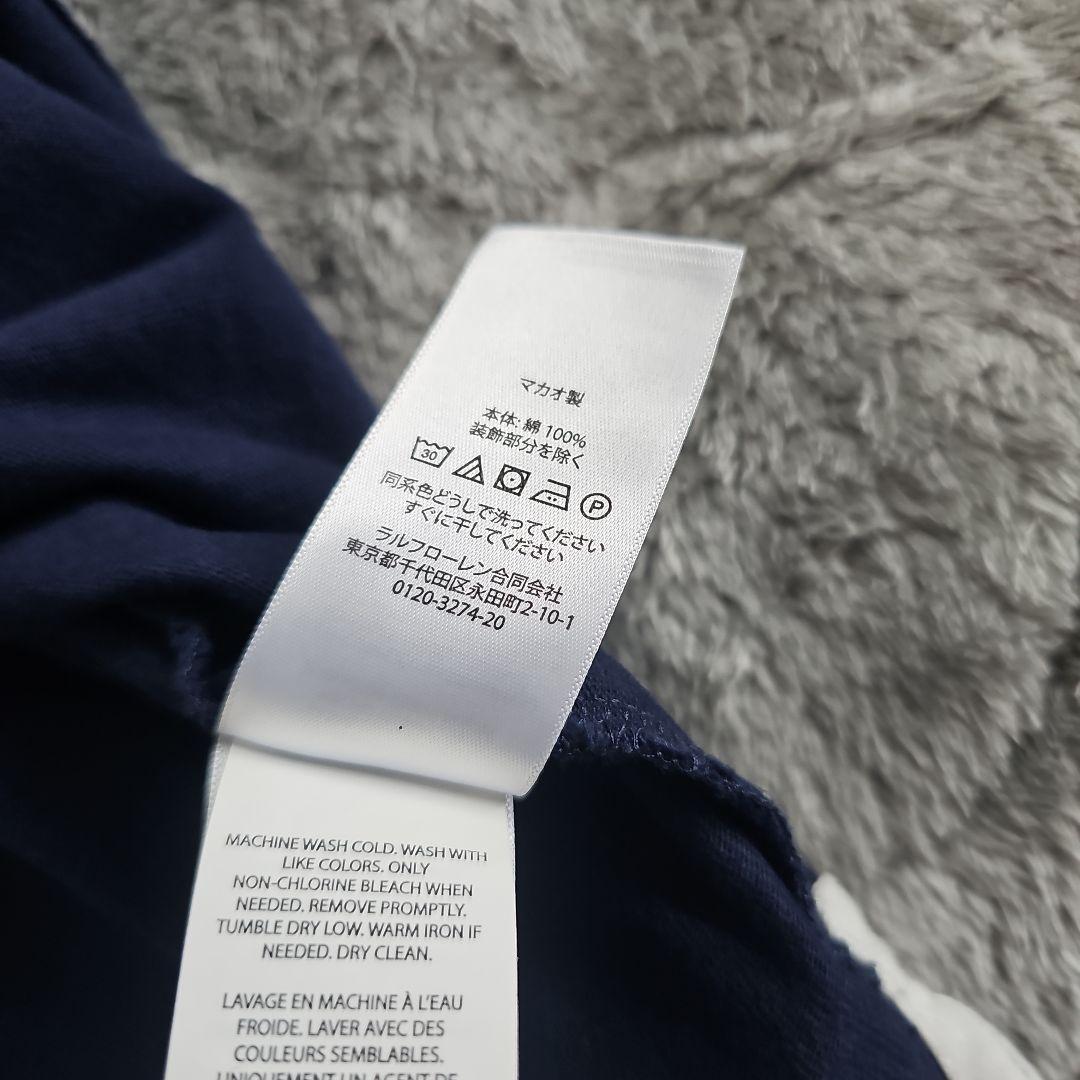 マカオ製
本体: 綿 100%
装飾部分を除く
30
P
同系色どうしで洗ってください
すぐに干してください
ラルフローレン合同会社
東京都千代田区永田町2-10-1
0120-3274-20
MACHINE WASH COLD. WASH WITH
LIKE COLORS. ONLY
NON-CHLORINE BLEACH WHEN
NEEDED. REMOVE PROMPTLY.
TUMBLE DRY LOW. WARM IRON IF
NEEDED. DRY CLEAN.
LAVAGE EN MACHINE À L'EAU
FROIDE. LAVER AVEC DES
COULEURS SEMBLABLES.
UNIQUEMENT UN AGENT DE